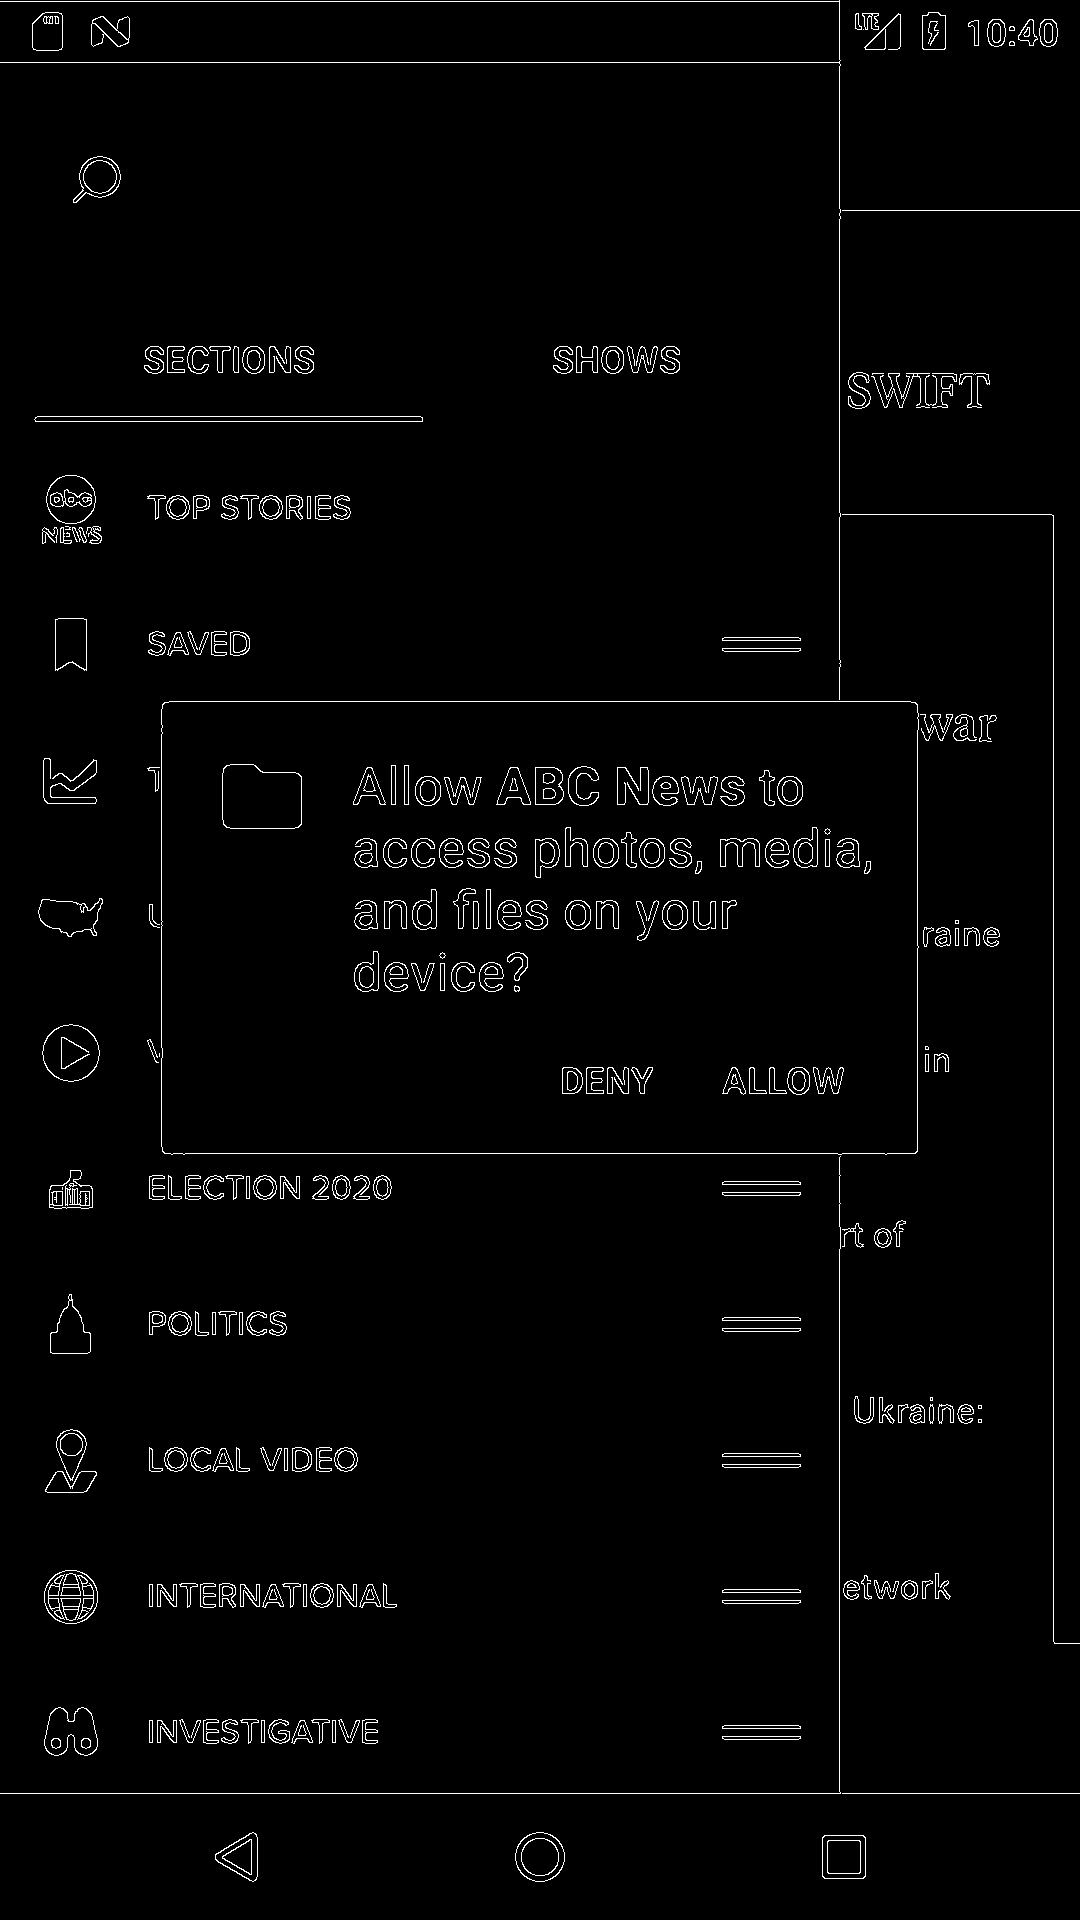 LTE 10:40
SECTIONS SHOWS
SWIFT
abc
NEWS
TOP STORIES
SAVED
war
T
Allow ABC News to
access photos, media,
and files on your
device?
U
raine
V
in
DENY ALLOW
ELECTION 2020
rt of
POLITICS
Ukraine:
LOCAL VIDEO
etwork
INTERNATIONAL
INVESTIGATIVE